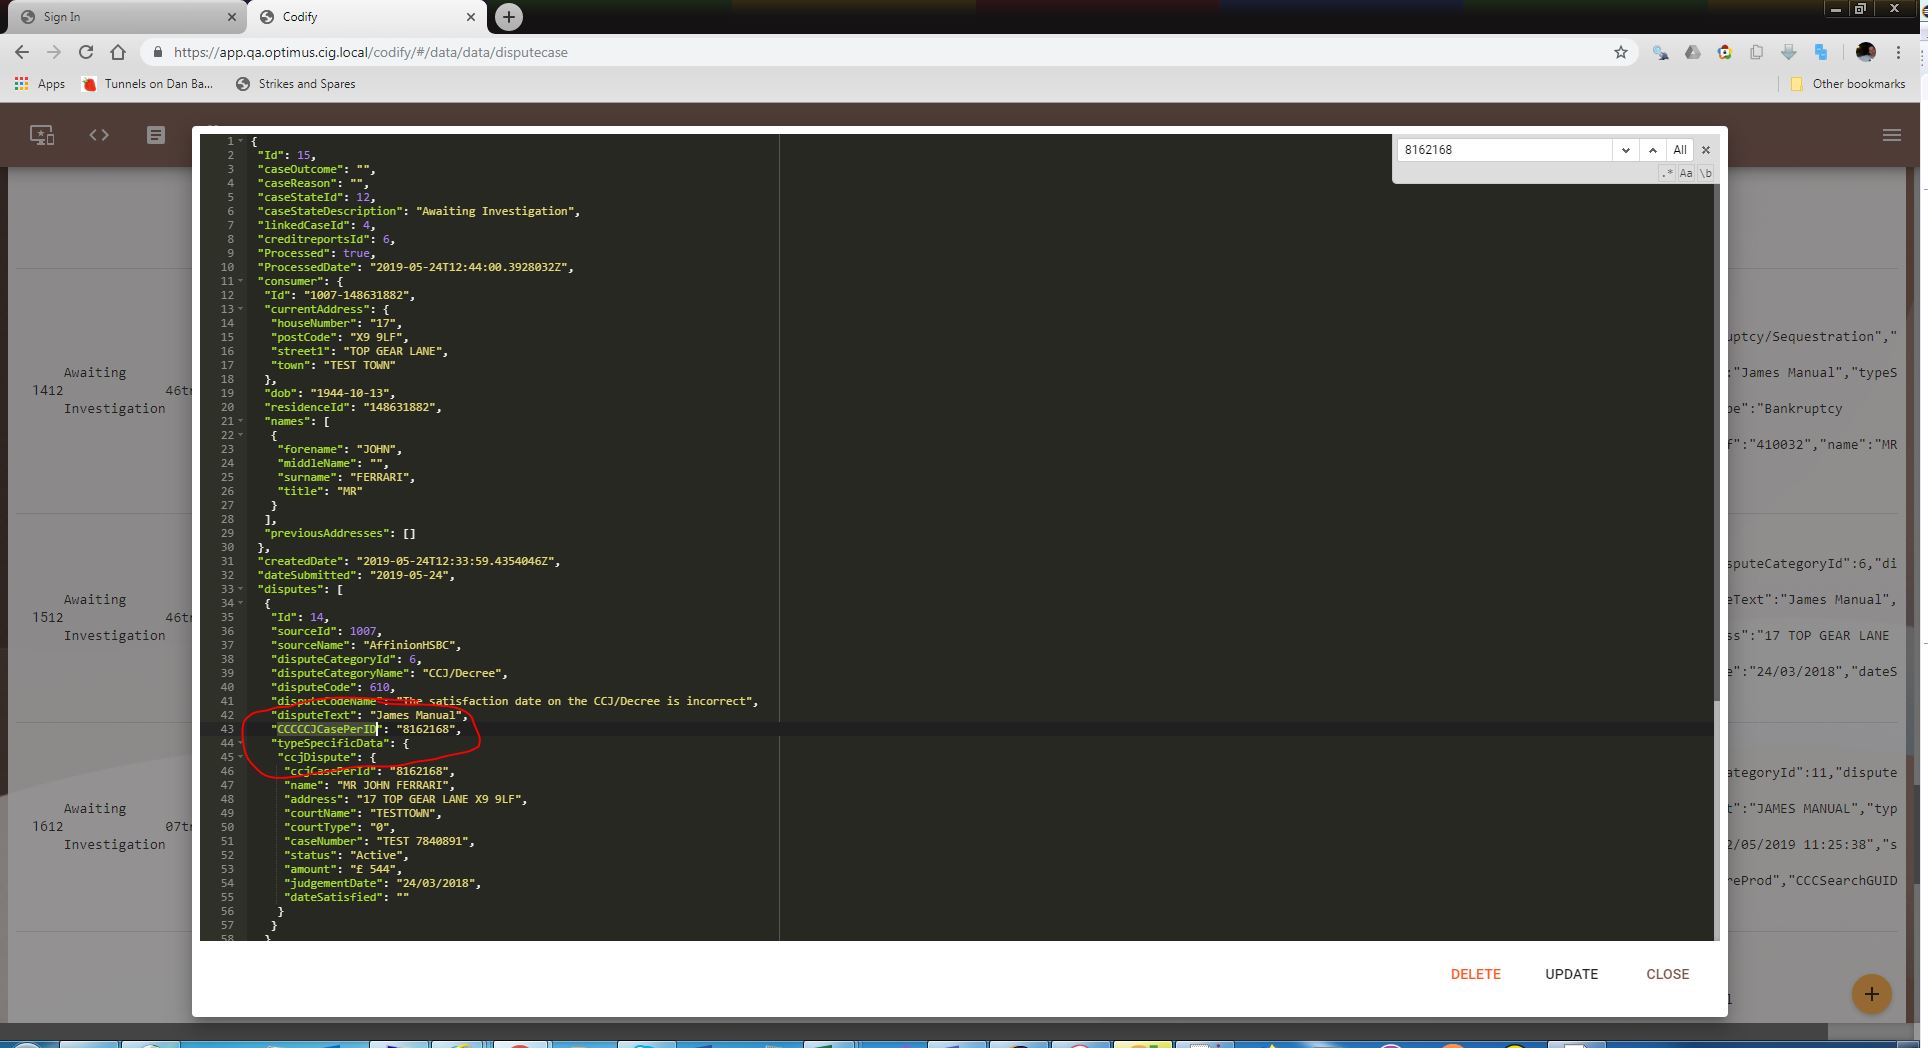 Sign In
Codify
https://app.qa.optimus.cig.local/codify/#/data/data/disputecase
Apps
Tunnels on Dan Ba...
Strikes and Spares
Other bookmarks
8162168
All
.*
Aa
\b
1 {
2 "Id": 15,
3 "caseOutcome": "",
4 "caseReason": "",
5 "caseStateId": 12,
6 "caseStateDescription": "Awaiting Investigation",
7 "linkedCaseId": 4,
8 "creditreportsId": 6,
9 "Processed": true,
10 "ProcessedDate": "2019-05-24T12:44:00.3928032Z",
11 "consumer": {
12 "Id": "1007-148631882",
13 "currentAddress": {
14 "houseNumber": "17",
15 "postCode": "X9 9LF",
16 "street1": "TOP GEAR LANE",
17 "town": "TEST TOWN"
18 },
19 "dob": "1944-10-13",
20 "residenceId": "148631882",
21 "names": [
22 {
23 "forename": "JOHN",
24 "middleName": "",
25 "surname": "FERRARI",
26 "title": "MR"
27 }
28 ],
29 "previousAddresses": []
30 },
31 "createdDate": "2019-05-24T12:33:59.4354046Z",
32 "dateSubmitted": "2019-05-24",
33 "disputes": [
34 {
35 "Id": 14,
36 "sourceId": 1007,
37 "sourceName": "AffinionHSBC",
38 "disputeCategoryId": 6,
39 "disputeCategoryName": "CCJ/Decree",
40 "disputeCode": 610,
41 "disputeCodeName": "The satisfaction date on the CCJ/Decree is incorrect",
42 "disputeText": "James Manual",
43 "CCCCCJCasePerID": "8162168",
44 "typeSpecificData": {
45 "ccjDispute": {
46 "ccjCasePerId": "8162168",
47 "name": "MR JOHN FERRARI",
48 "address": "17 TOP GEAR LANE X9 9LF",
49 "courtName": "TESTTOWN",
50 "courtType": "0",
51 "caseNumber": "TEST 7840891",
52 "status": "Active",
53 "amount": "£ 544",
54 "judgementDate": "24/03/2018",
55 "dateSatisfied": ""
56 }
57 }
58 }
Awaiting
1412 46tr
Investigation
Awaiting
1512 46tr
Investigation
Awaiting
1612 07tr
Investigation
uptcy/Sequestration","
:"James Manual","typeS
pe":"Bankruptcy
f":"410032","name":"MR
sputeCategoryId":6,"di
eText":"James Manual",
ss":"17 TOP GEAR LANE
e":"24/03/2018","dateS
ategoryId":11,"dispute
t":"JAMES MANUAL","typ
2/05/2019 11:25:38","s
reProd","CCCSearchGUID
DELETE
UPDATE
CLOSE